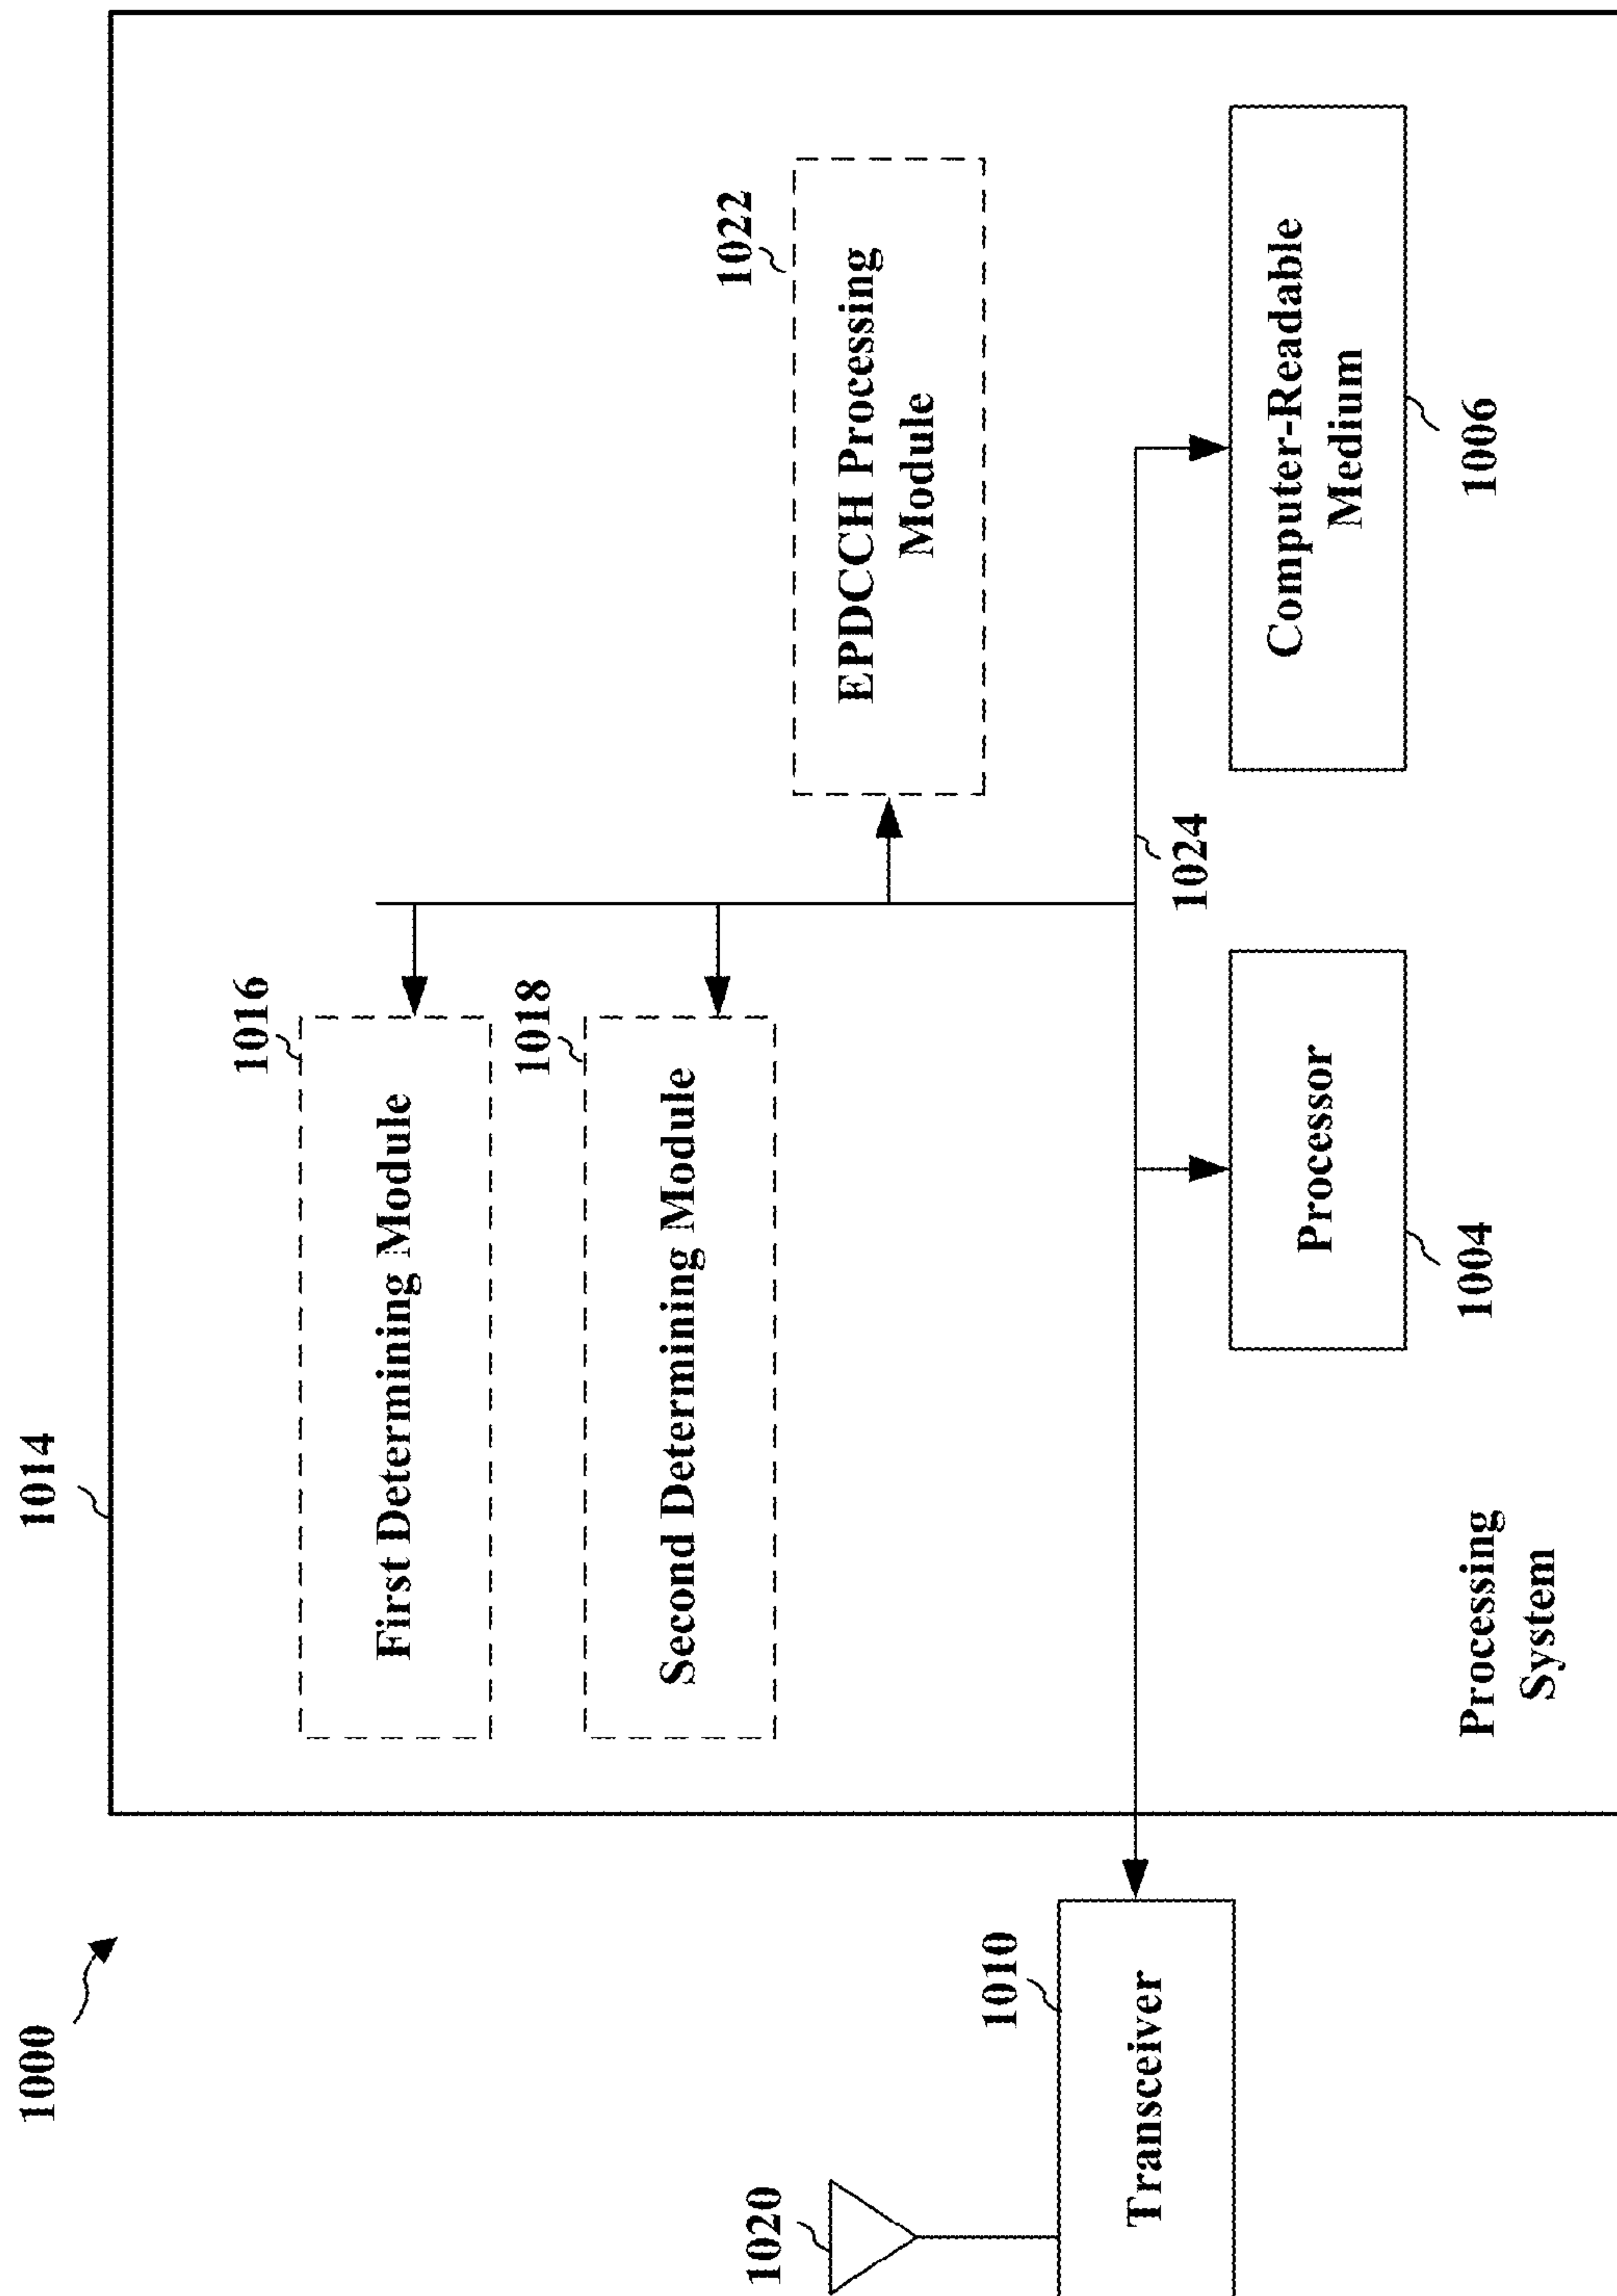 1000
1014
1016
First Determining Module
1018
Second Determining Module
1022
EPDCCH Processing
Module
1020
1010
Transceiver
1024
Processor
1004
Computer-Readable
Medium
1006
Processing
System